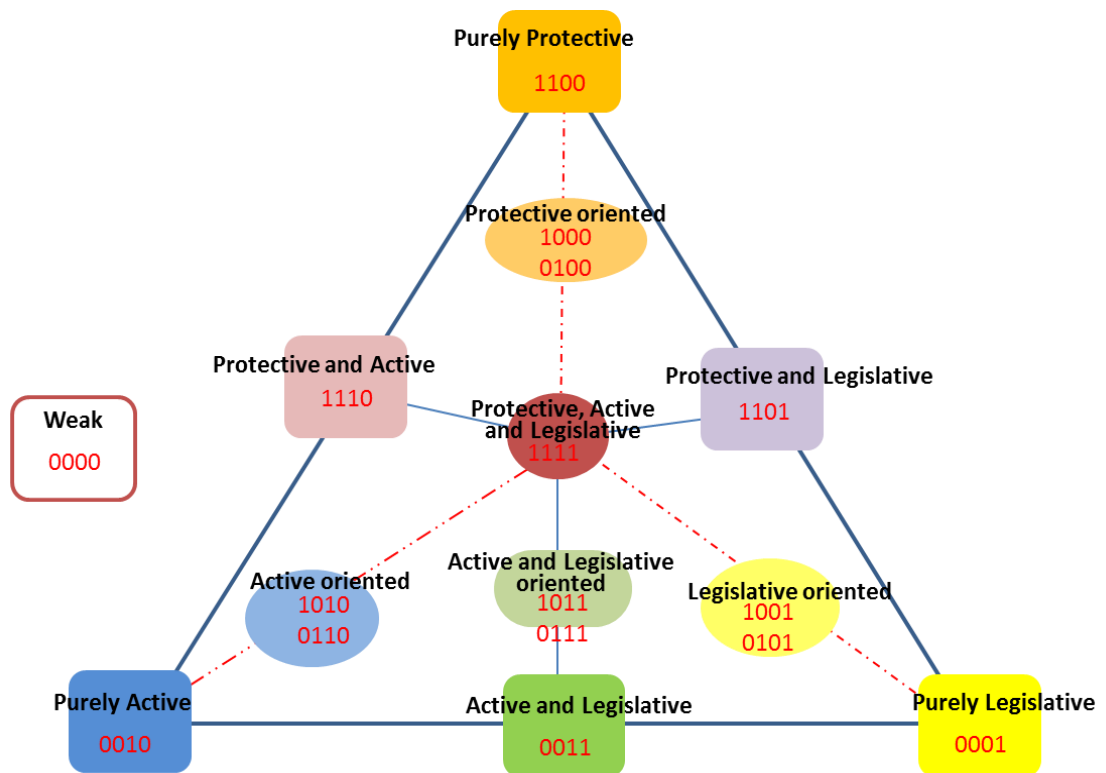 Purely Protective
1100
Protective oriented
1000
0100
Protective and Active
1110
Protective and Legislative
1101
Weak
0000
Protective, Active
and Legislative
1111
Active oriented
1010
0110
Active and Legislative
oriented
1011
0111
Legislative oriented
1001
0101
Purely Active
0010
Active and Legislative
0011
Purely Legislative
0001